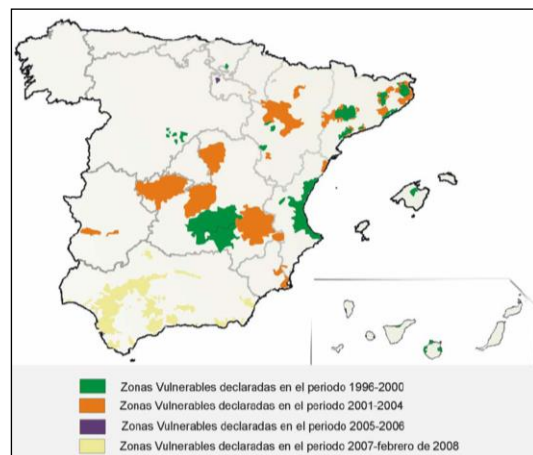 Zonas Vulnerables declaradas en el periodo 1996-2000
Zonas Vulnerables declaradas en el periodo 2001-2004
Zonas Vulnerables declaradas en el periodo 2005-2006
Zonas Vulnerables declaradas en el periodo 2007-febrero de 2008